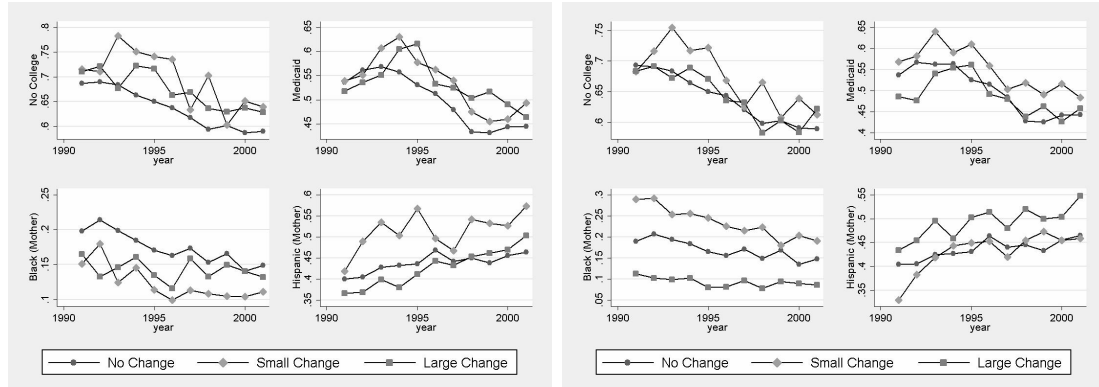 No College
.8
.75
.7
.65
.6
1990 1995 2000
year
Medicaid
.65
.6
.55
.5
.45
1990 1995 2000
year
Black (Mother)
.25
.2
.15
.1
1990 1995 2000
year
Hispanic (Mother)
.6
.55
.5
.45
.4
.35
1990 1995 2000
year
No Change Small Change Large Change
No College
.75
.7
.65
.6
1990 1995 2000
year
Medicaid
.65
.6
.55
.5
.45
.4
1990 1995 2000
year
Black (Mother)
.3
.25
.2
.15
.1
.05
1990 1995 2000
year
Hispanic (Mother)
.55
.5
.45
.4
.35
1990 1995 2000
year
No Change Small Change Large Change